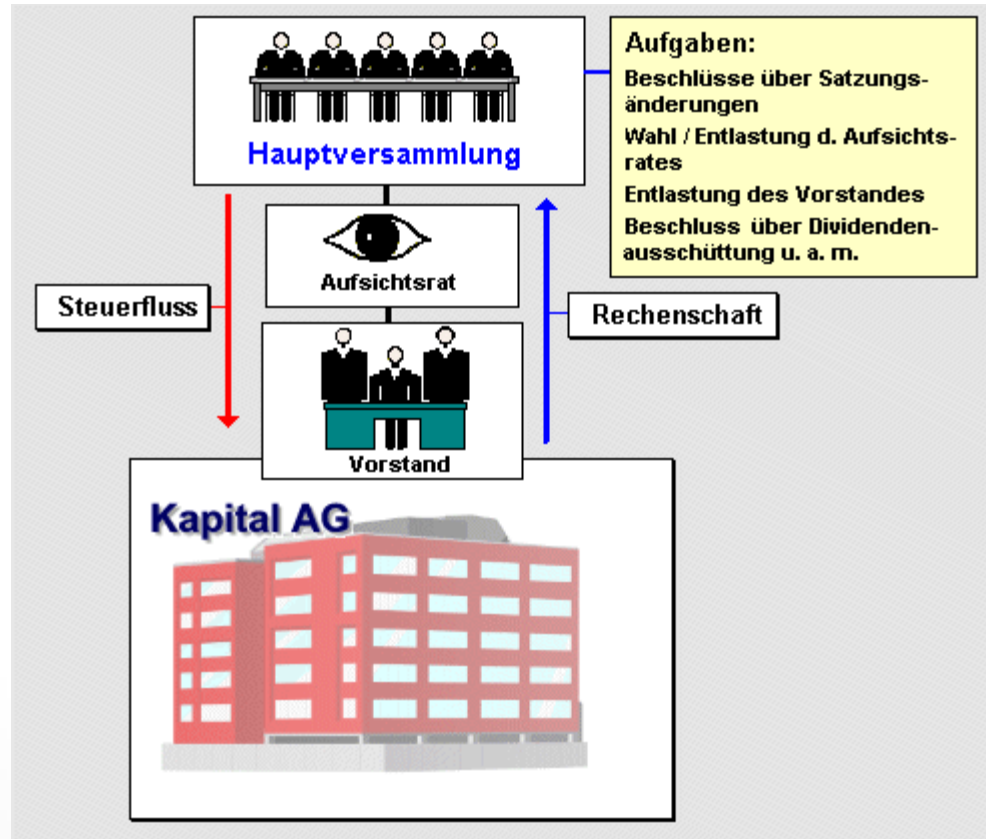 Hauptversammlung
Aufgaben:
Beschlüsse über Satzungs-
änderungen
Wahl / Entlastung d. Aufsichts-
rates
Entlastung des Vorstandes
Beschluss über Dividenden-
ausschüttung u. a. m.
Aufsichtsrat
Steuerfluss
Rechenschaft
Vorstand
Kapital AG